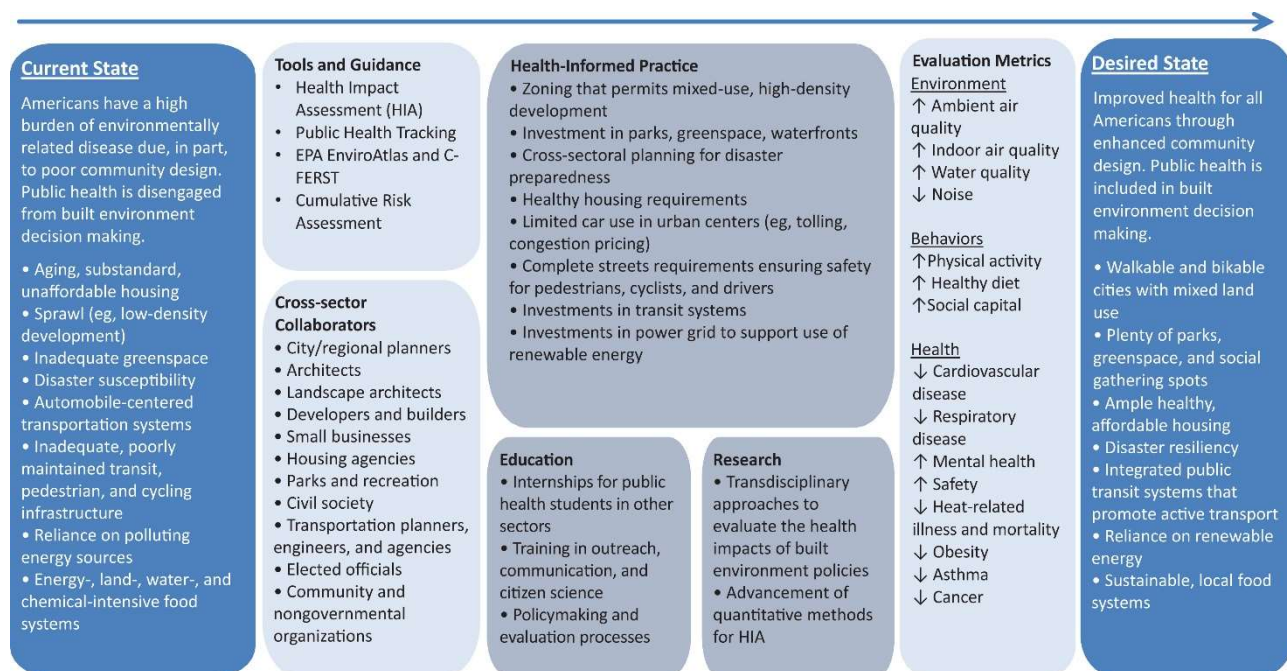 Current State
Americans have a high
burden of environmentally
related disease due, in part,
to poor community design.
Public health is disengaged
from built environment
decision making.
• Aging, substandard,
unaffordable housing
• Sprawl (eg, low-density
development)
• Inadequate greenspace
• Disaster susceptibility
• Automobile-centered
transportation systems
• Inadequate, poorly
maintained transit,
pedestrian, and cycling
infrastructure
• Reliance on polluting
energy sources
• Energy-, land-, water-, and
chemical-intensive food
systems
Tools and Guidance
• Health Impact
Assessment (HIA)
• Public Health Tracking
• EPA EnviroAtlas and C-
FERST
• Cumulative Risk
Assessment
Cross-sector
Collaborators
• City/regional planners
• Architects
• Landscape architects
• Developers and builders
• Small businesses
• Housing agencies
• Parks and recreation
• Civil society
• Transportation planners,
engineers, and agencies
• Elected officials
• Community and
nongovernmental
organizations
Health-Informed Practice
• Zoning that permits mixed-use, high-density
development
• Investment in parks, greenspace, waterfronts
• Cross-sectoral planning for disaster
preparedness
• Healthy housing requirements
• Limited car use in urban centers (eg, tolling,
congestion pricing)
• Complete streets requirements ensuring safety
for pedestrians, cyclists, and drivers
• Investments in transit systems
• Investments in power grid to support use of
renewable energy
Education
• Internships for public
health students in other
sectors
• Training in outreach,
communication, and
citizen science
• Policymaking and
evaluation processes
Research
• Transdisciplinary
approaches to
evaluate the health
impacts of built
environment policies
• Advancement of
quantitative methods
for HIA
Evaluation Metrics
Environment
↑ Ambient air
quality
↑ Indoor air quality
↑ Water quality
↓ Noise
Behaviors
↑Physical activity
↑ Healthy diet
↑Social capital
Health
↓ Cardiovascular
disease
↓ Respiratory
disease
↑ Mental health
↑ Safety
↓ Heat-related
illness and mortality
↓ Obesity
↓ Asthma
↓ Cancer
Desired State
Improved health for all
Americans through
enhanced community
design. Public health is
included in built
environment decision
making.
• Walkable and bikable
cities with mixed land
use
• Plenty of parks,
greenspace, and social
gathering spots
• Ample healthy,
affordable housing
• Disaster resiliency
• Integrated public
transit systems that
promote active transport
• Reliance on renewable
energy
• Sustainable, local food
systems